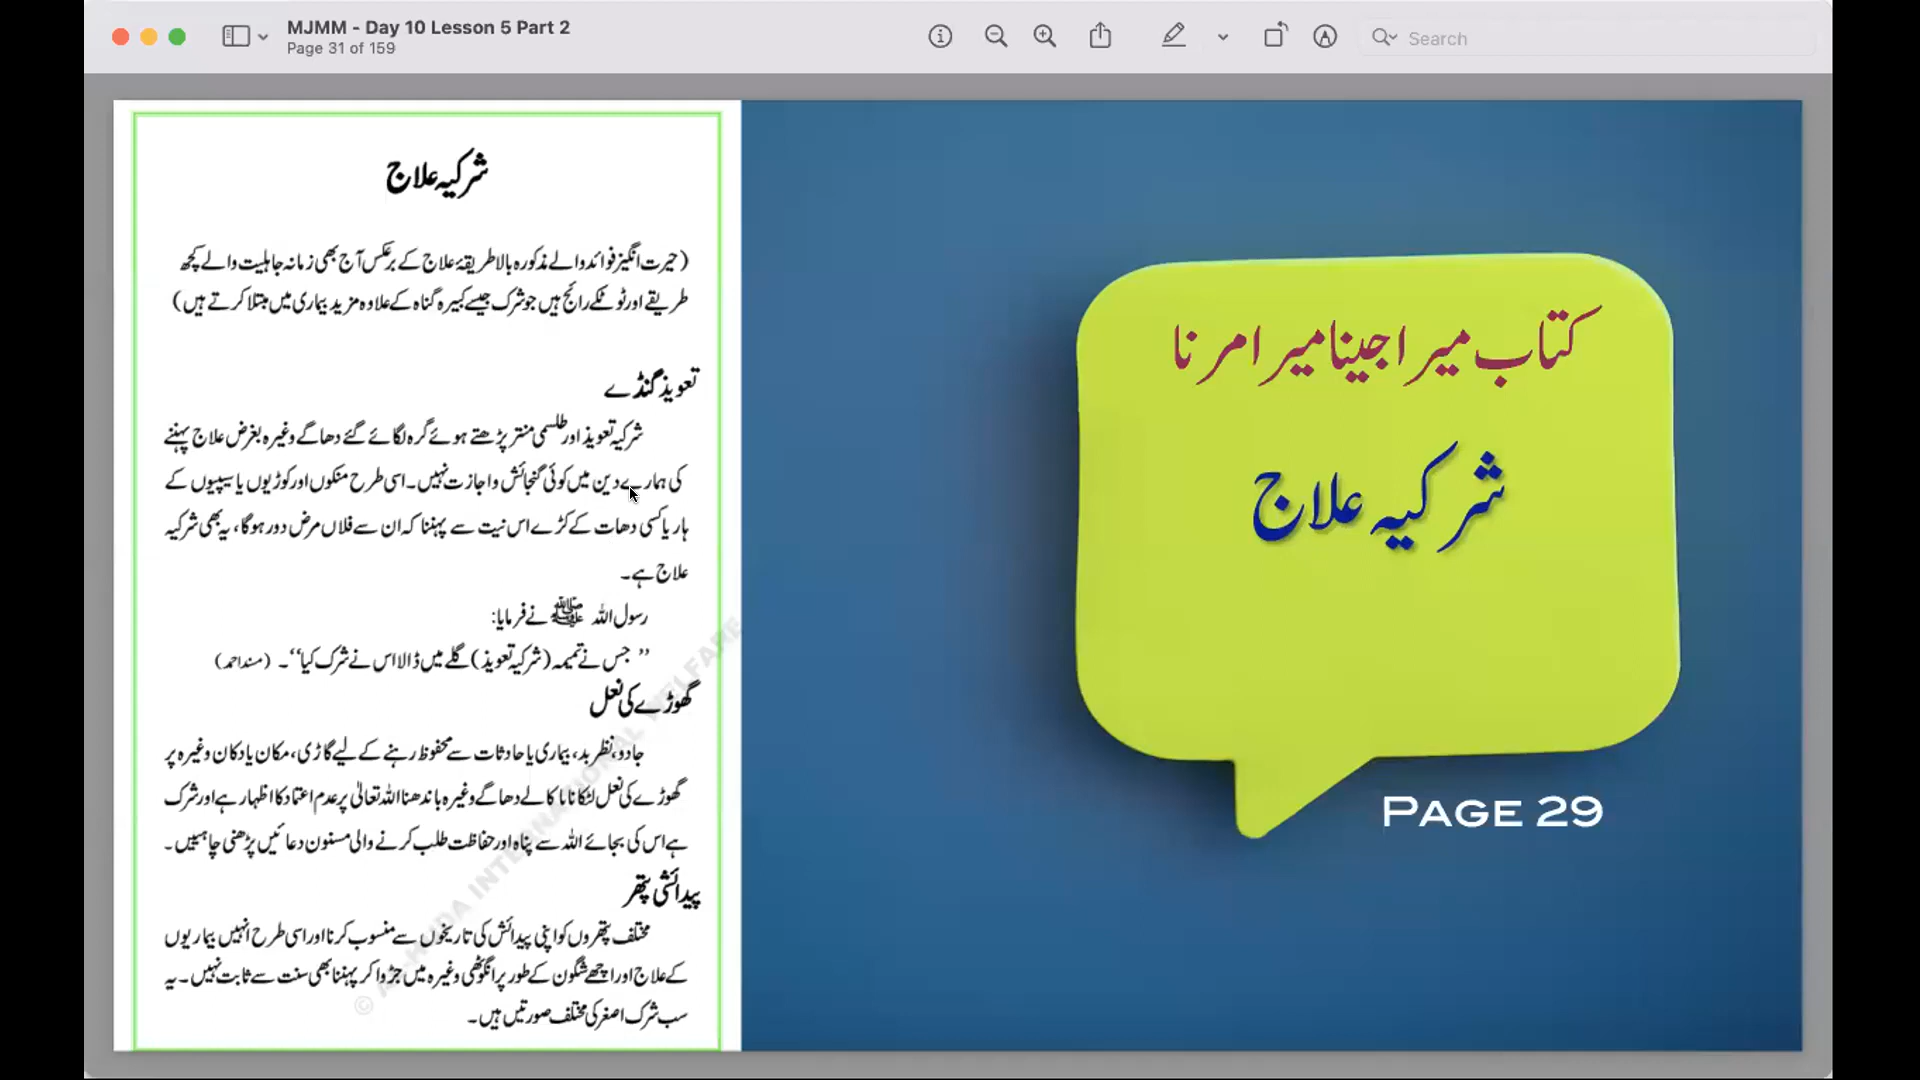 MJMM - Day 10 Lesson 5 Part 2
Page 31 of 159
Search
شرکیہ علاج
(حیرت انگیز فوائد والے مذکورہ بالا طریقۂ علاج کے برعکس آج بھی زمانہ جاہلیت والے کچھ
طریقے اور ٹوٹکے رائج ہیں جو شرک جیسے کبیرہ گناہ کے علاوہ مزید بیماری میں مبتلا کرتے ہیں)
تعویذ گنڈے
شرکیہ تعویذ اور طلسمی منتر پڑھتے ہوئے گرہ لگائے گئے دھاگے وغیرہ بغرض علاج پہننے
کی ہمارے دین میں کوئی گنجائش و اجازت نہیں۔ اسی طرح منکوں اور کوڑیوں یا سیپیوں کے
ہار یا کسی دھات کے کڑے اس نیت سے پہننا کہ ان سے فلاں مرض دور ہوگا، یہ بھی شرکیہ
علاج ہے۔
رسول اللہ ﷺ نے فرمایا:
’’ جس نے تمیمہ (شرکیہ تعویذ) گلے میں ڈالا اس نے شرک کیا‘‘۔ (مسند احمد)
گھوڑے کی نعل
جادو، نظر بد، بیماری یا حادثات سے محفوظ رہنے کے لیے گاڑی، مکان یا دکان وغیرہ پر
گھوڑے کی نعل لٹکانا یا کالے دھاگے وغیرہ باندھنا اللہ تعالیٰ پر عدم اعتماد کا اظہار ہے اور شرک
ہے اس کی بجائے اللہ سے پناہ اور حفاظت طلب کرنے والی مسنون دعائیں پڑھنی چاہییں۔
پیدائشی پتھر
مختلف پتھروں کو اپنی پیدائش کی تاریخوں سے منسوب کرنا اور اسی طرح انہیں بیماریوں
کے علاج اور اچھے شگون کے طور پر انگوٹھی وغیرہ میں جڑوا کر پہننا بھی سنت سے ثابت نہیں۔ یہ
سب شرک اصغر کی مختلف صورتیں ہیں۔
© AL-HUDA INTERNATIONAL WELFARE
کتاب میرا جینا میرا مرنا
شرکیہ علاج
PAGE 29